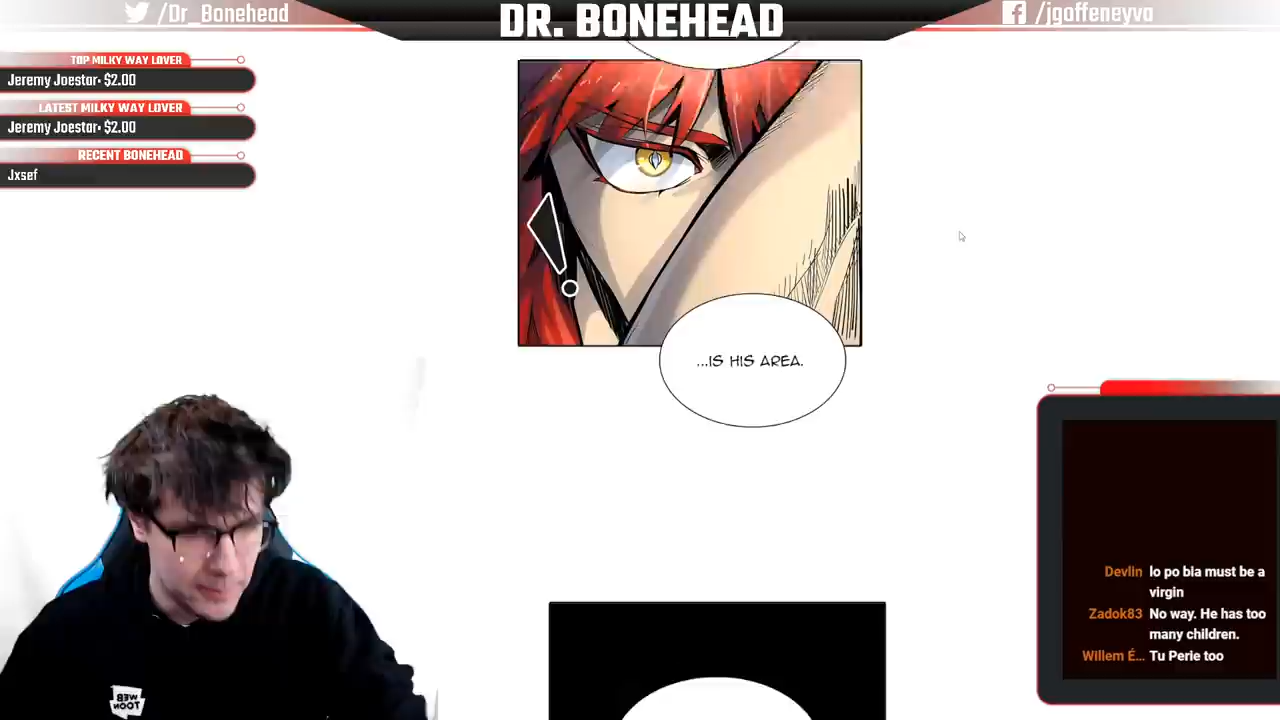 /Dr_Bonehead
DR. BONEHEAD
/jgoffeneyva
TOP MILKY WAY LOVER
Jeremy Joestar• $2.00
LATEST MILKY WAY LOVER
Jeremy Joestar• $2.00
RECENT BONEHEAD
Jxsef
!
...IS HIS AREA.
Devlin lo po bia must be a
virgin
Zadok83 No way. He has too
many children.
Willem É... Tu Perie too
WEB
TOON